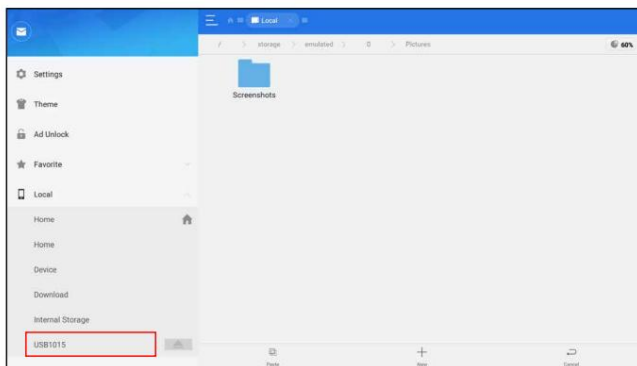 Local
/ > storage > emulated > 0 > Pictures
60%
Settings
Screenshots
Theme
Ad Unlock
Favorite
Local
Home
Home
Device
Download
Internal Storage
USB1015
Paste
New
Cancel